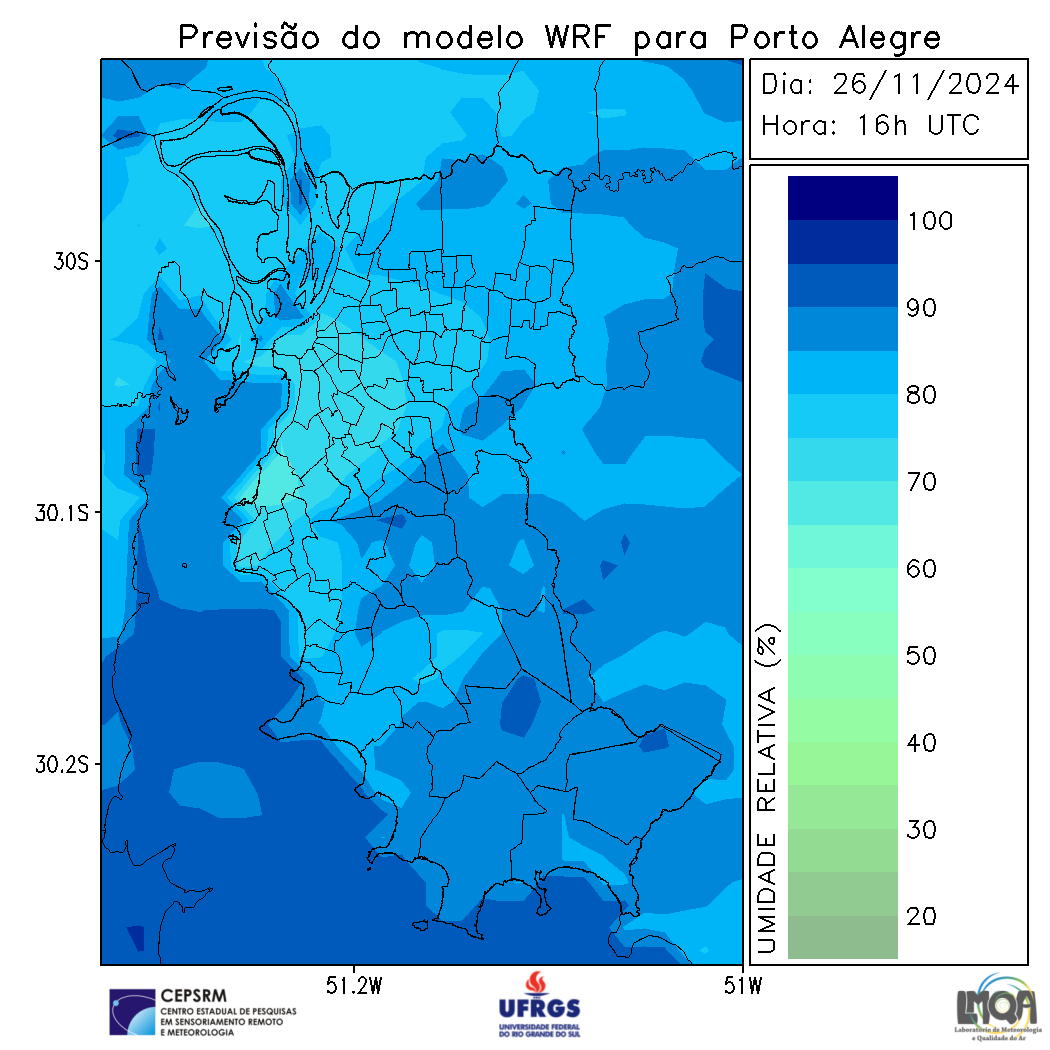 Previsão do modelo WRF para Porto Alegre
Dia: 26/11/2024
Hora: 16h UTC
100
90
80
70
60
50
40
30
20
UMIDADE RELATIVA (%)
30S
30.1S
30.2S
51.2W
51W
CEPSRM
CENTRO ESTADUAL DE PESQUISAS
EM SENSORIAMENTO REMOTO
E METEOROLOGIA
UFRGS
UNIVERSIDADE FEDERAL
DO RIO GRANDE DO SUL
LMQA
Laboratório de Meteorologia
e Qualidade do Ar